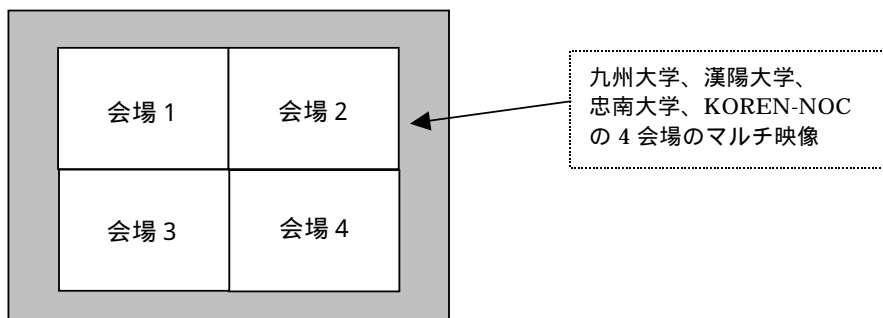 会場 1
会場 2
会場 3
会場 4
九州大学、漢陽大学、
忠南大学、KOREN-NOC
の 4 会場のマルチ映像